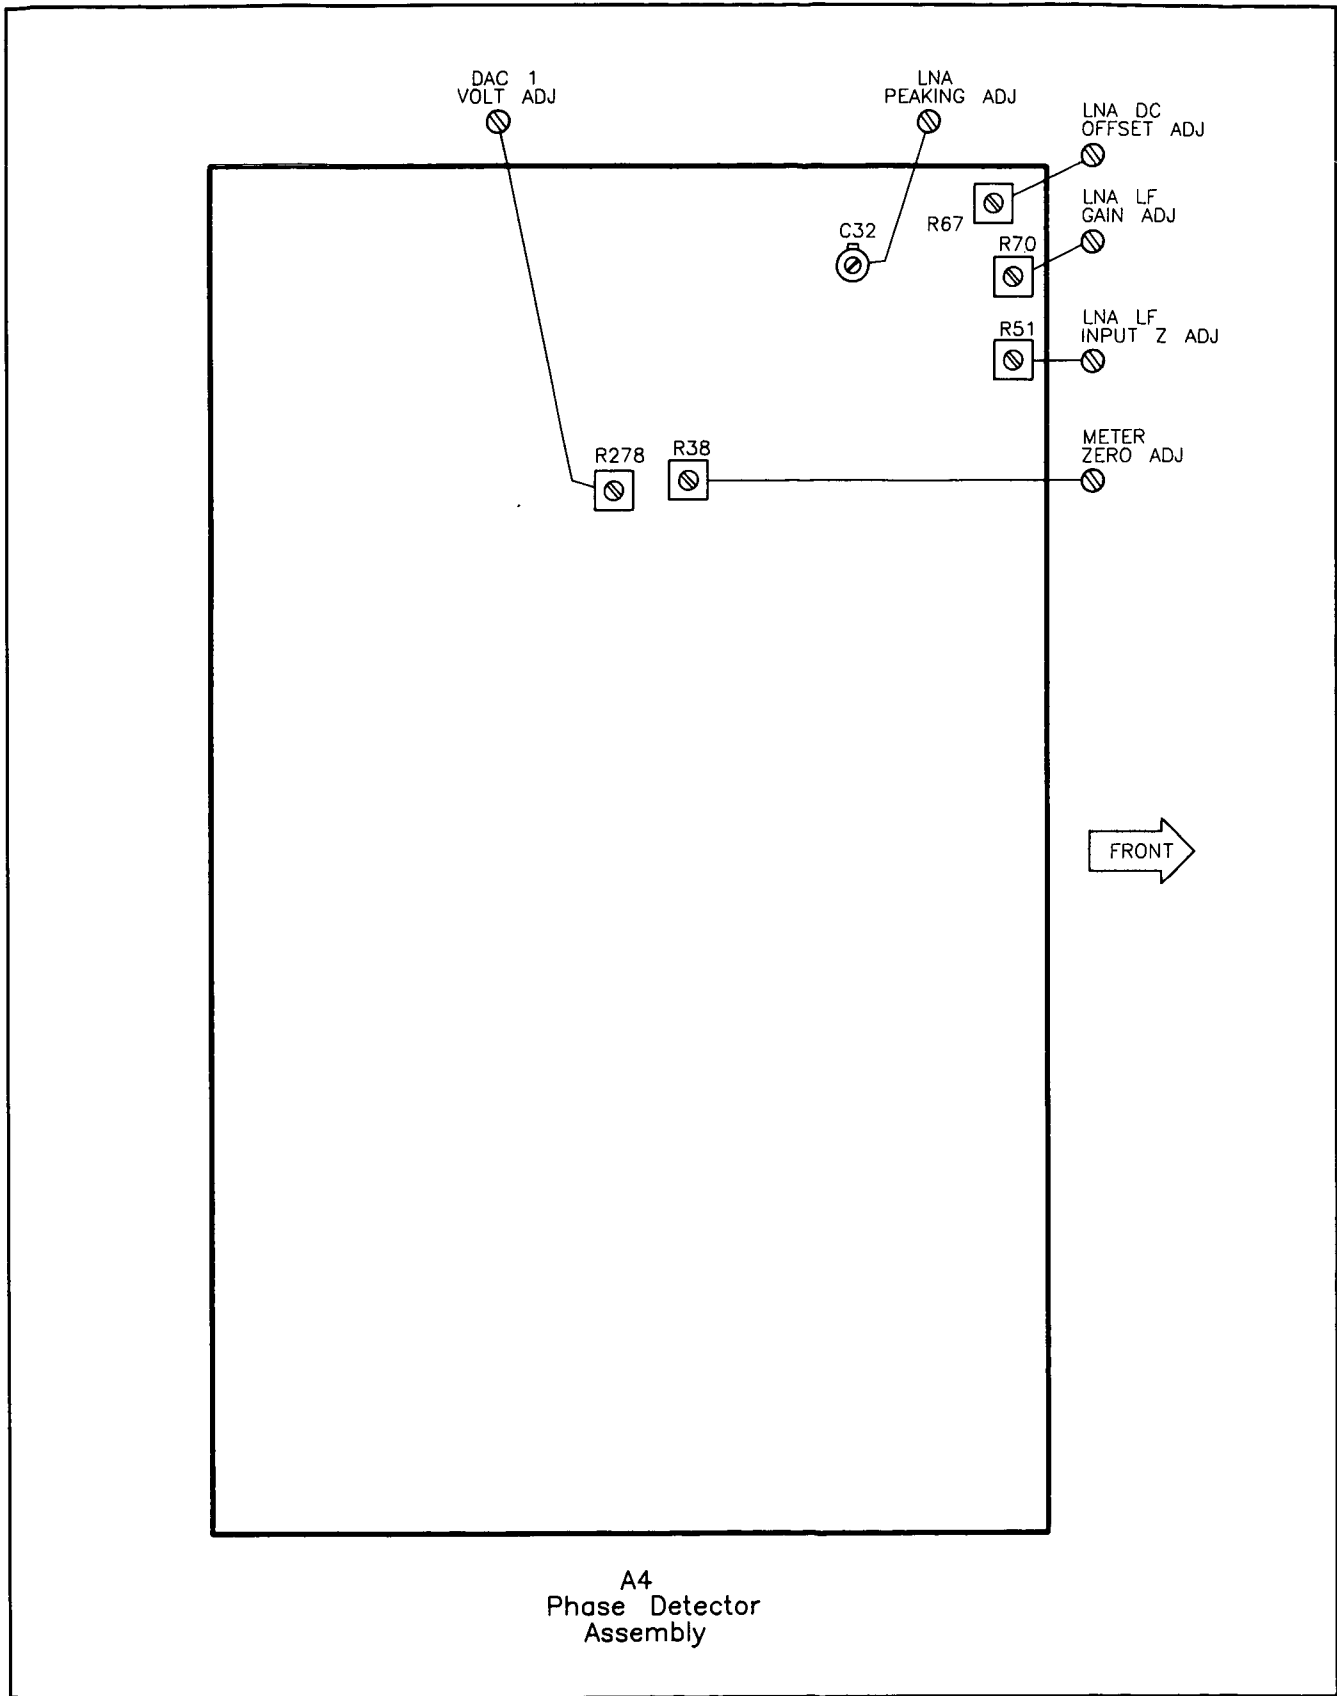 DAC 1
VOLT ADJ
LNA
PEAKING ADJ
LNA DC
OFFSET ADJ
R67
LNA LF
GAIN ADJ
C32
R70
LNA LF
INPUT Z ADJ
R51
METER
ZERO ADJ
R278
R38
FRONT
A4
Phase Detector
Assembly